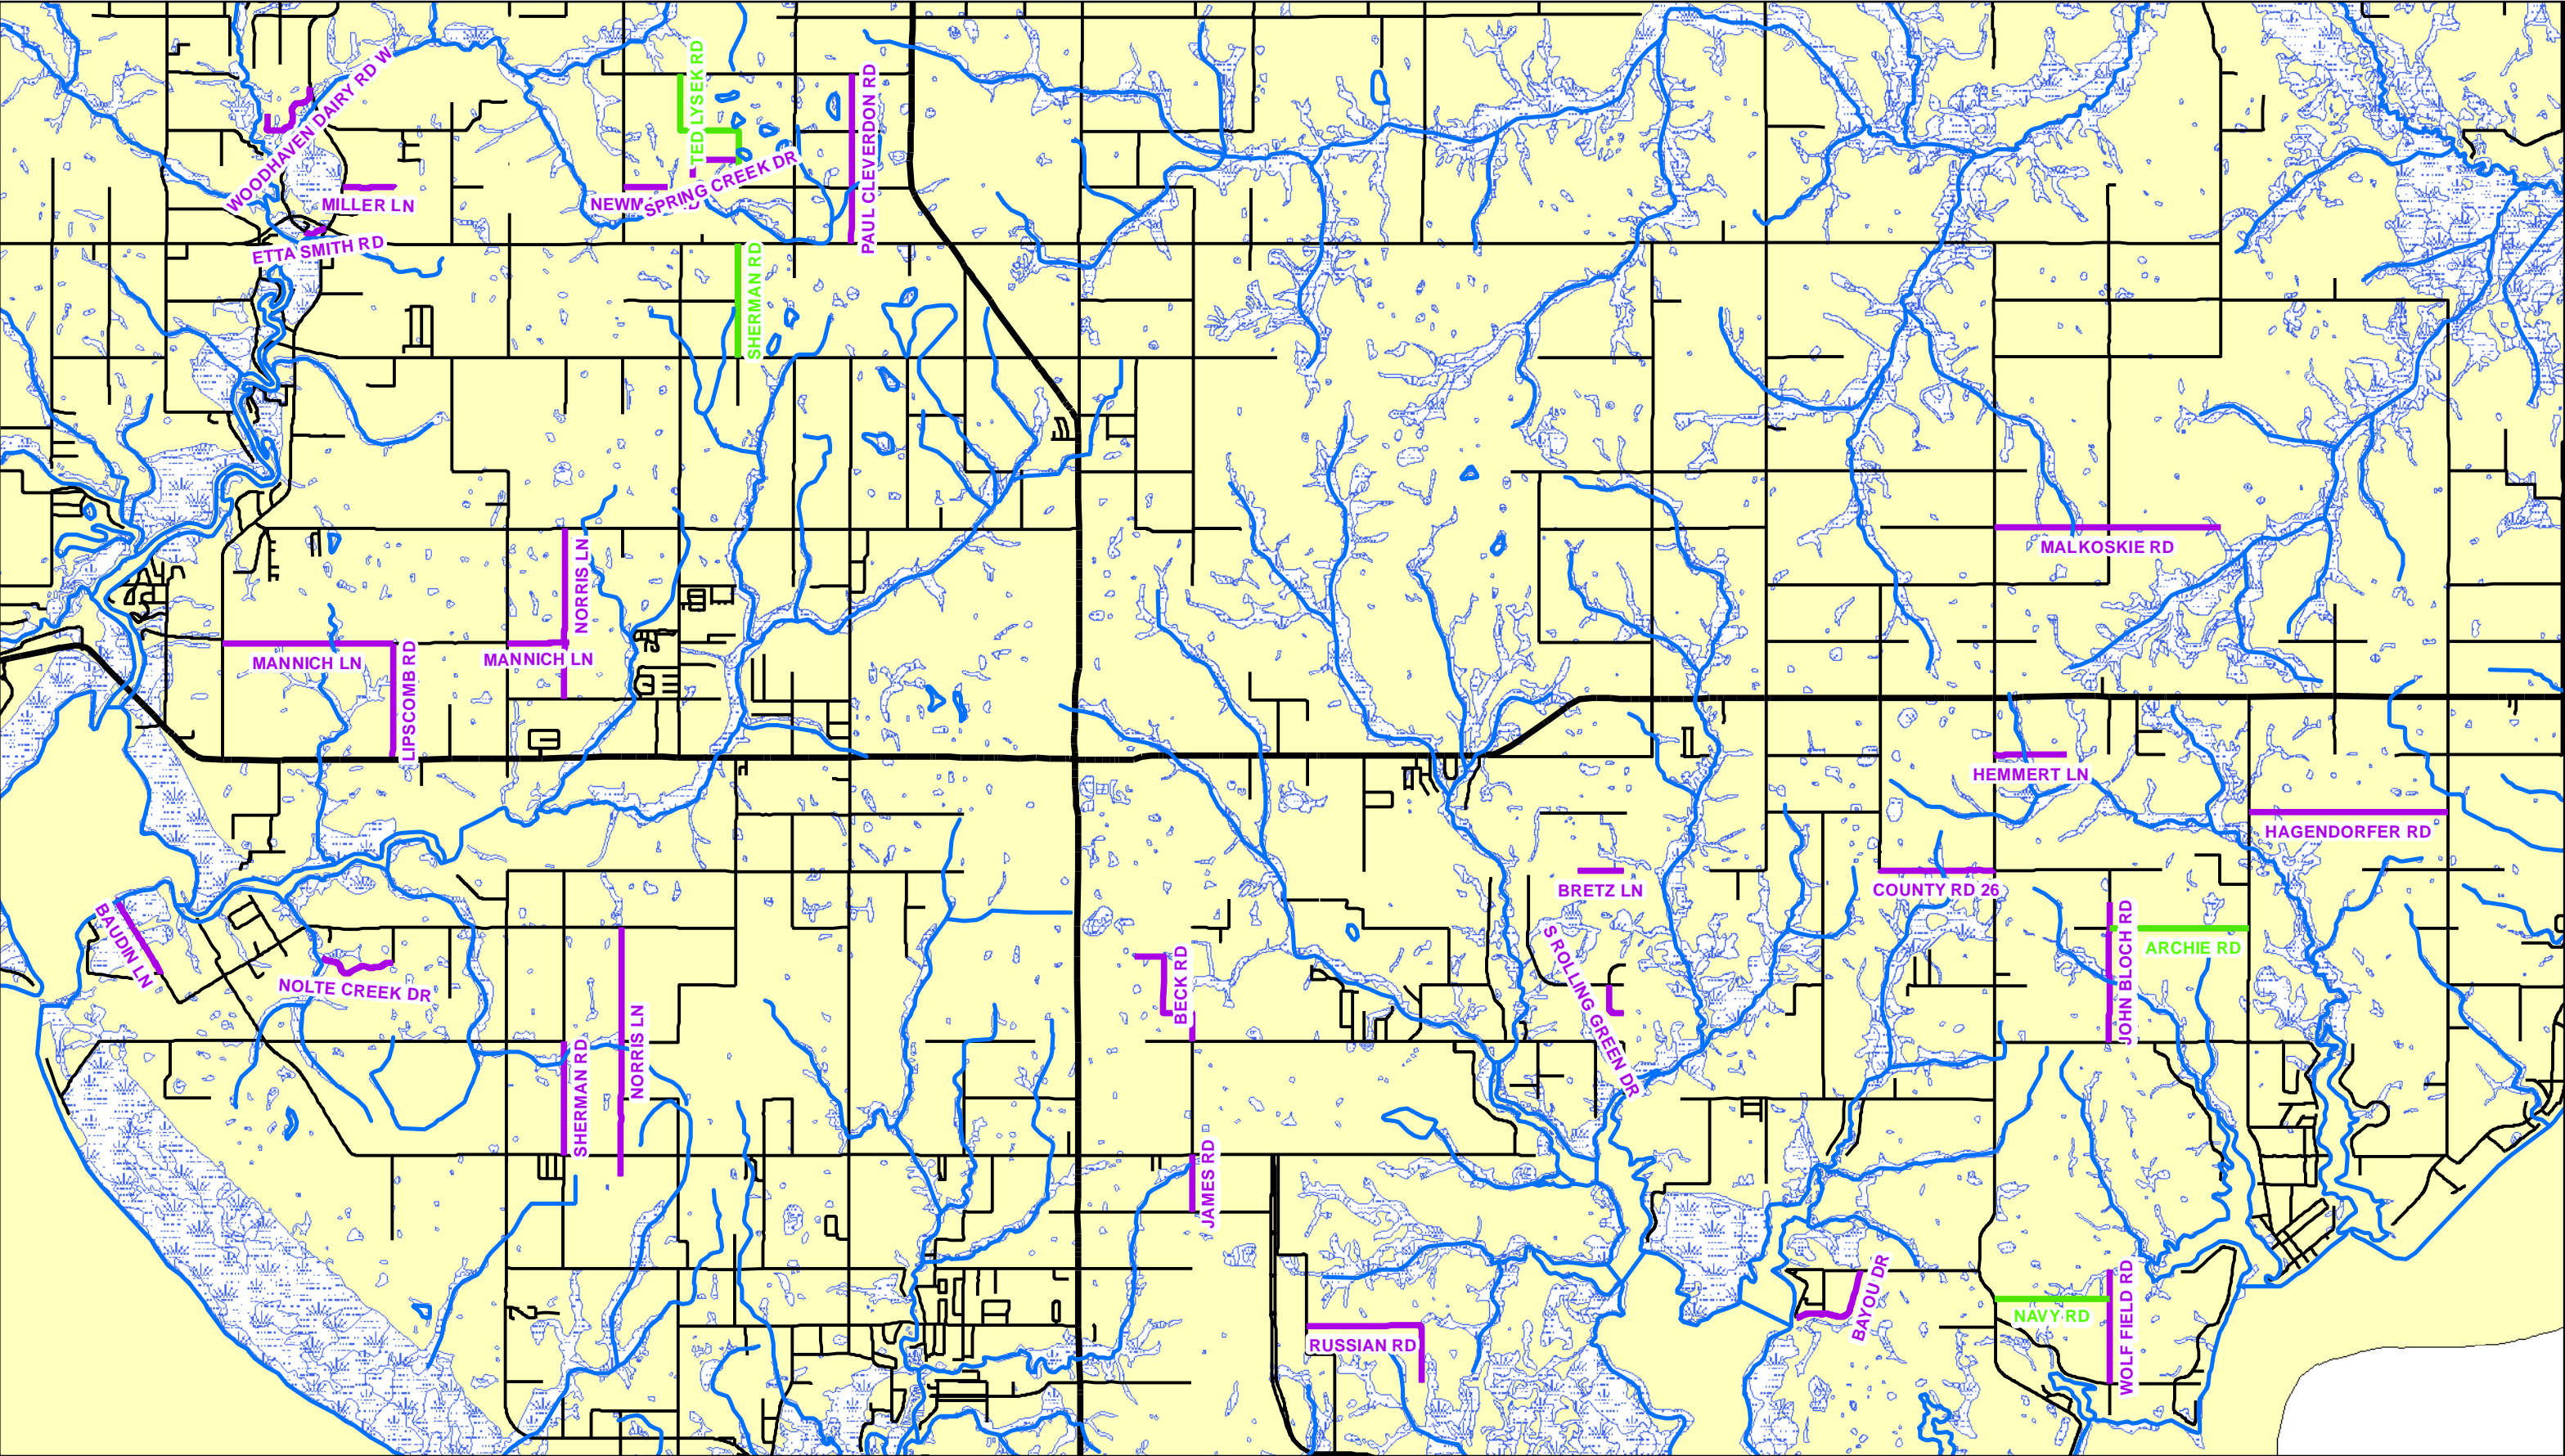 WOODHAVEN DAIRY RD W
TED LYSEK RD
PAUL CLEVERDON RD
MILLER LN
SPRING CREEK DR
ETTA SMITH RD
SHERMAN RD
NORRIS LN
MALKOSKIE RD
MANNICH LN
MANNICH LN
LIPSCOMB RD
HEMMERT LN
HAGENDORFER RD
BRETZ LN
COUNTY RD 26
BAUDIN LN
NOLTE CREEK DR
BECK RD
S ROLLING GREEN DR
JOHN BLOCH RD
ARCHIE RD
SHERMAN RD
NORRIS LN
JAMES RD
BAYOU DR
NAVY RD
WOLF FIELD RD
RUSSIAN RD